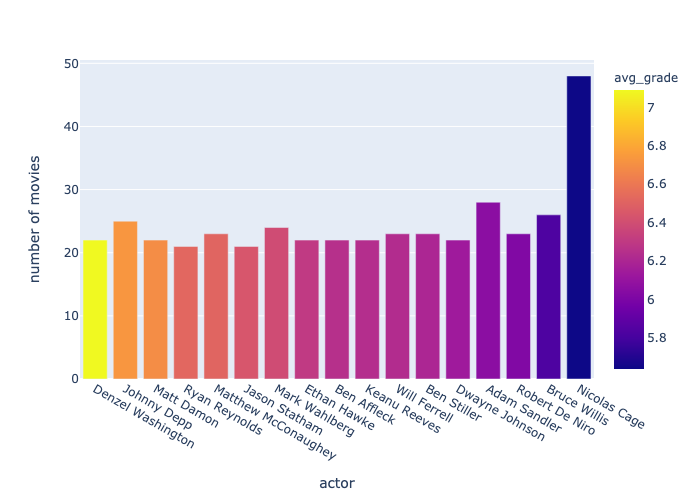 avg_grade
50
40
30
20
10
0
number of movies
7
6.8
6.6
6.4
6.2
6
5.8
Denzel Washington
Johnny Depp
Matt Damon
Ryan Reynolds
Matthew McConaughey
Jason Statham
Mark Wahlberg
Ethan Hawke
Ben Affleck
Keanu Reeves
Will Ferrell
Ben Stiller
Dwayne Johnson
Adam Sandler
Robert De Niro
Bruce Willis
Nicolas Cage
actor